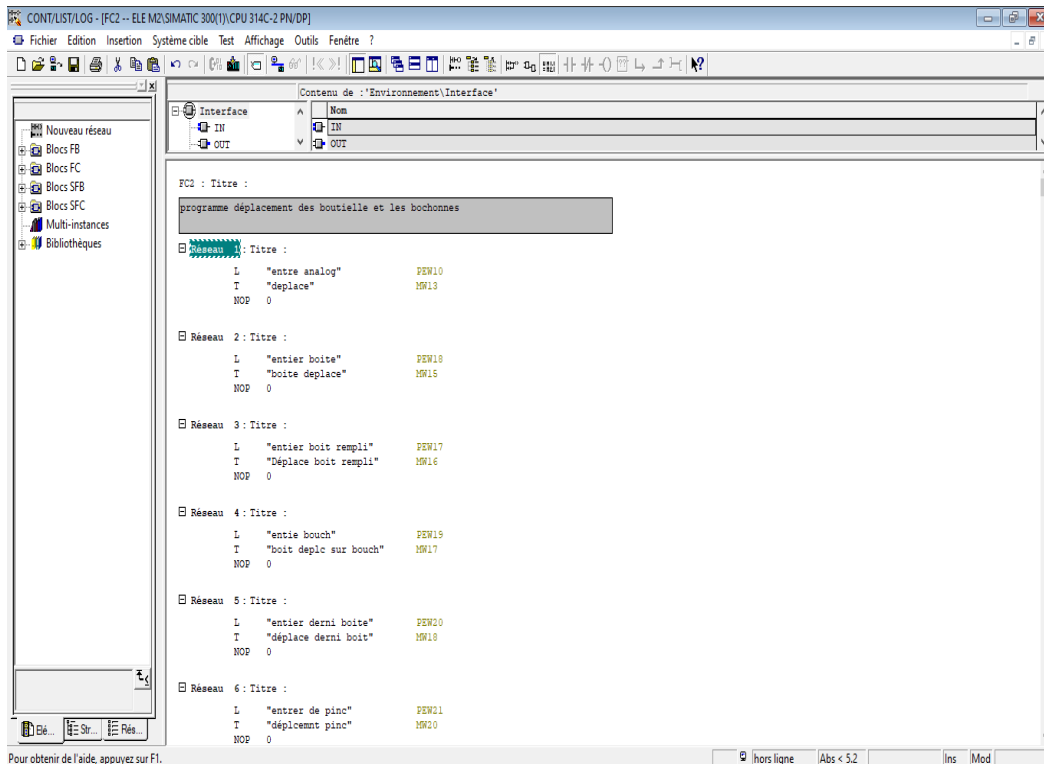 CONT/LIST/LOG - [FC2 -- ELE M2\SIMATIC 300(1)\CPU 314C-2 PN/DP]
Fichier Edition Insertion Système cible Test Affichage Outils Fenêtre ?
Contenu de :'Environnement\Interface'
Interface
IN
OUT
Nom
IN
OUT
Nouveau réseau
Blocs FB
Blocs FC
Blocs SFB
Blocs SFC
Multi-instances
Bibliothèques
FC2 : Titre :
programme déplacement des boutielle et les bochonnes
Réseau 1 : Titre :
L "entre analog" PEW10
T "deplace" MW13
NOP 0
Réseau 2 : Titre :
L "entier boite" PEW18
T "boite deplace" MW15
NOP 0
Réseau 3 : Titre :
L "entier boit rempli" PEW17
T "Déplace boit rempli" MW16
NOP 0
Réseau 4 : Titre :
L "entie bouch" PEW19
T "boit deplc sur bouch" MW17
NOP 0
Réseau 5 : Titre :
L "entier derni boite" PEW20
T "déplace derni boit" MW18
NOP 0
Réseau 6 : Titre :
L "entrer de pinc" PEW21
T "déplcemnt pinc" MW20
NOP 0
Elé... Str... Rés...
Pour obtenir de l'aide, appuyez sur F1.
hors ligne Abs < 5.2 Ins Mod